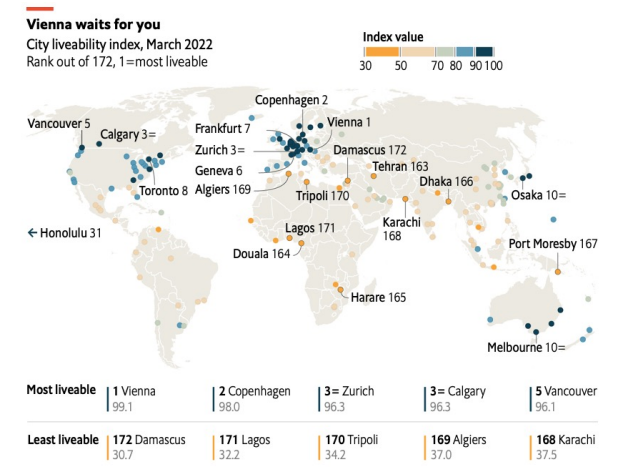 Vienna waits for you
City liveability index, March 2022
Rank out of 172, 1=most liveable
Index value
30 50 70 80 90 100
Copenhagen 2
Vancouver 5
Calgary 3=
Frankfurt 7
Vienna 1
Zurich 3=
Damascus 172
Geneva 6
Tehran 163
Toronto 8
Algiers 169
Dhaka 166
Tripoli 170
Osaka 10=
Honolulu 31
Lagos 171
Karachi
168
Douala 164
Port Moresby 167
Harare 165
Melbourne 10=
Most liveable
1 Vienna
99.1
2 Copenhagen
98.0
3= Zurich
96.3
3= Calgary
96.3
5 Vancouver
96.1
Least liveable
172 Damascus
30.7
171 Lagos
32.2
170 Tripoli
34.2
169 Algiers
37.0
168 Karachi
37.5